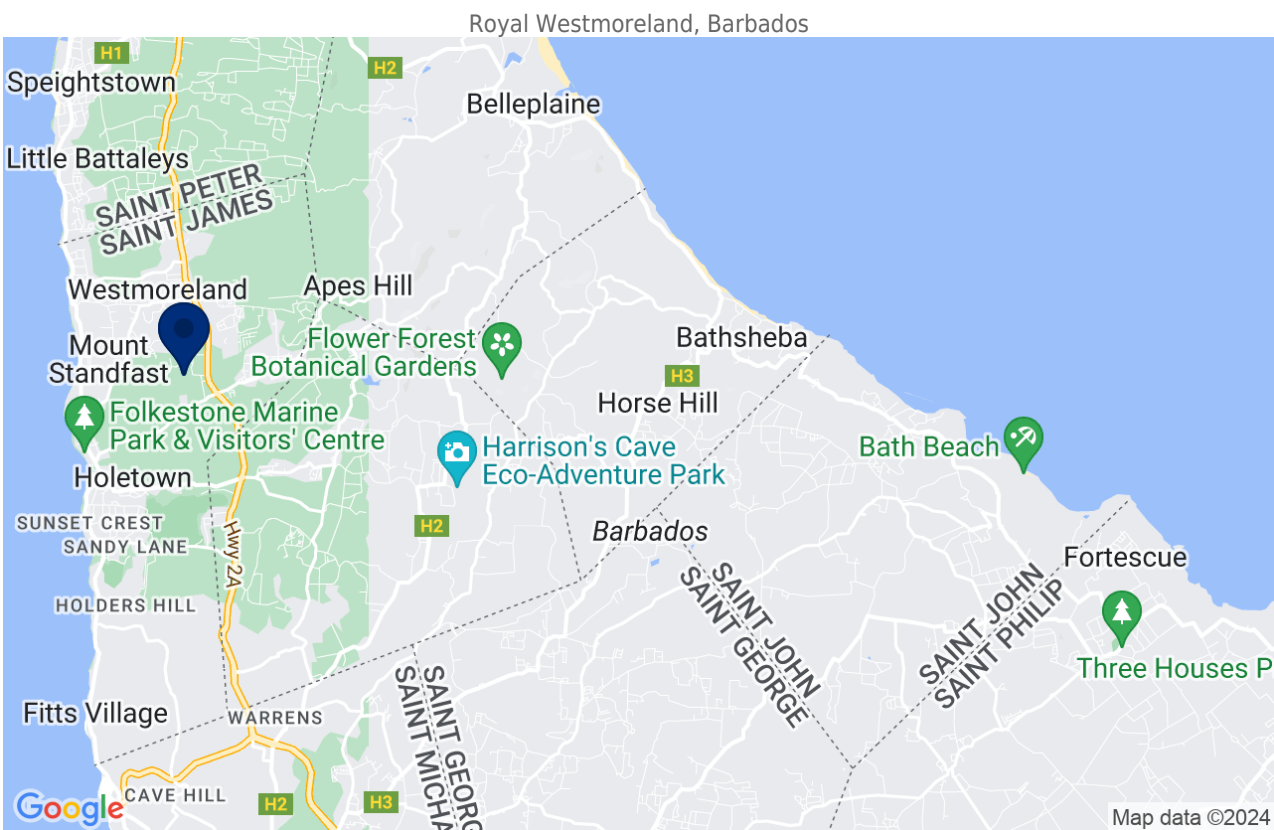 Royal Westmoreland, Barbados
H1
H2
Speightstown
Belleplaine
Little Battaleys
SAINT PETER
SAINT JAMES
Westmoreland
Apes Hill
Mount
Standfast
Flower Forest
Botanical Gardens
Bathsheba
H3
Horse Hill
Folkestone Marine
Park & Visitors' Centre
Harrison's Cave
Eco-Adventure Park
Bath Beach
Holetown
SUNSET CREST
SANDY LANE
H2
Hwy 2A
Barbados
Fortescue
HOLDERS HILL
SAINT JOHN
SAINT GEORGE
SAINT JOHN
SAINT PHILIP
Three Houses P
Fitts Village
WARRENS
SAINT GEORG
SAINT MICHA
CAVE HILL
H2
H3
Google
Map data ©2024